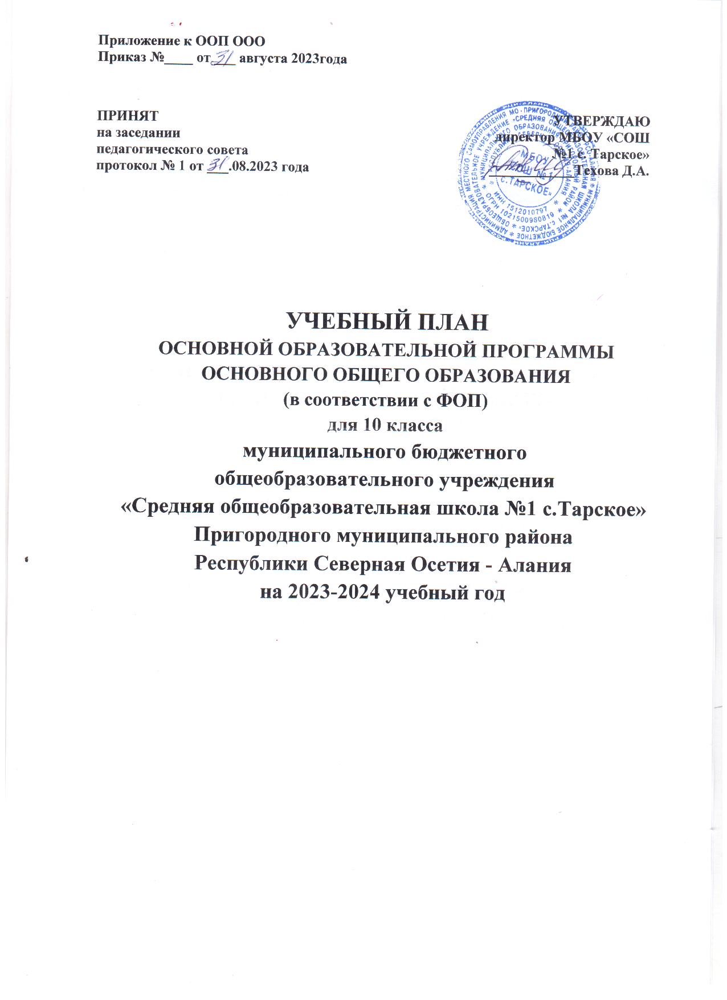 Приложение к ООП ООО
Приказ №____ от 31 августа 2023года
ПРИНЯТ
на заседании
педагогического совета
протокол № 1 от 31.08.2023 года
УТВЕРЖДАЮ
директор МБОУ «СОШ
№1 с. Тарское»
____________Техова Д.А.
МБОУ
СОШ №1
с.ТАРСКОЕ»
ИНН 1512010797
ОГРН 1021500980819
УЧЕБНЫЙ ПЛАН
ОСНОВНОЙ ОБРАЗОВАТЕЛЬНОЙ ПРОГРАММЫ
ОСНОВНОГО ОБЩЕГО ОБРАЗОВАНИЯ
(в соответствии с ФОП)
для 10 класса
муниципального бюджетного
общеобразовательного учреждения
«Средняя общеобразовательная школа №1 с.Тарское»
Пригородного муниципального района
Республики Северная Осетия - Алания
на 2023-2024 учебный год